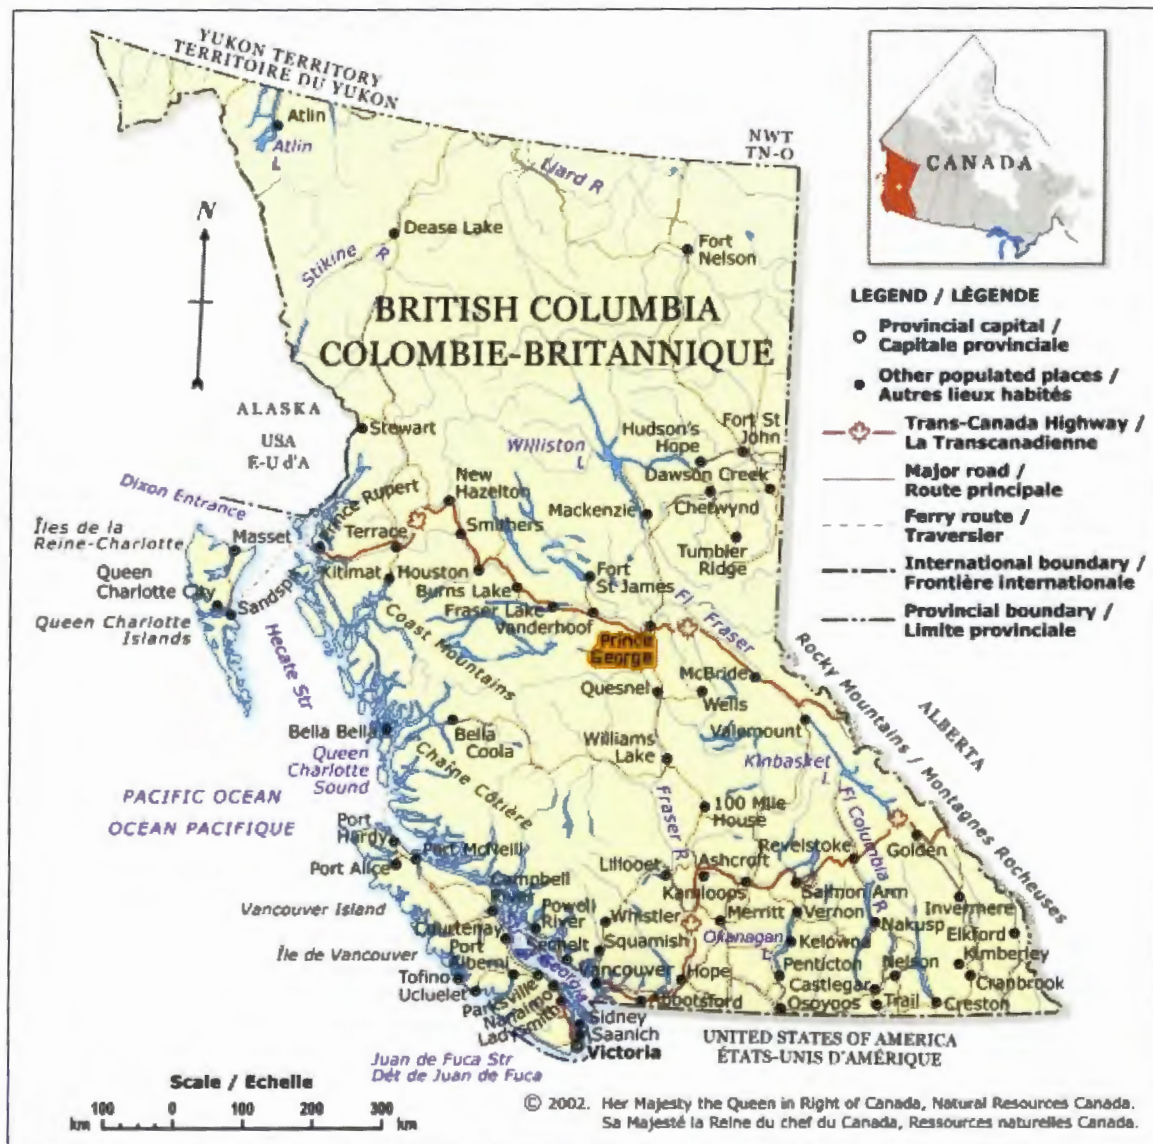 YUKON TERRITORY
TERRITOIRE DU YUKON
NWT
TN-O
CANADA
Atlin
Atlin
L
Liard R
N
Dease Lake
Stikine
R
Fort
Nelson
BRITISH COLUMBIA
COLOMBIE-BRITANNIQUE
LEGEND / LÈGENDE
Provincial capital /
Capitale provinciale
Other populated places /
Autres lieux habités
Trans-Canada Highway /
La Transcanadienne
Major road /
Route principale
Ferry route /
Traversier
International boundary /
Frontière internationale
Provincial boundary /
Limite provinciale
ALASKA
USA
E-U d'A
Stewart
Williston
L
Hudson's
Hope
Fort St
John
Dawson Creek
Chetwynd
Dixon Entrance
Prince Rupert
New
Hazelton
Mackenzie
Îles de la
Reine-Charlotte
Masset
Terrace
Smithers
Tumbler
Ridge
Queen
Charlotte City
Sandspit
Kitimat
Houston
Fort
St James
Burns Lake
Fraser Lake
Vanderhoof
Fl Fraser
Queen Charlotte
Islands
Hecate Str
Coast Mountains
Prince
George
McBride
Rocky Mountains / Montagnes Rocheuses
Quesnel
Wells
ALBERTA
Valemount
Bella Bella
Bella
Coola
Williams
Lake
Kinbasket
L
Queen
Charlotte
Sound
Chaîne Côtière
PACIFIC OCEAN
OCEAN PACIFIQUE
100 Mile
House
Fraser R
Fl Columbia R
Port
Hardy
Port McNeill
Port Alice
Revelstoke
Golden
Lillooet
Ashcroft
Kamloops
Salmon Arm
Campbell
River
Vancouver Island
Powell
River
Whistler
Merritt
Vernon
Invermere
Courtenay
Nakusp
Elkford
Île de Vancouver
Port
Alberni
Sechelt
Squamish
Okanagan
L
Kelowna
Kimberley
Georgia
Tofino
Vancouver
Hope
Penticton
Nelson
Cranbrook
Ucluelet
Parksville
Castlegar
Nanaimo
Abbotsford
Osoyoos
Trail
Creston
Ladysmith
Sidney
Saanich
Victoria
UNITED STATES OF AMERICA
ÉTATS-UNIS D'AMÉRIQUE
Juan de Fuca Str
Dét de Juan de Fuca
Scale / Echelle
100 0 100 200 300
km km
© 2002. Her Majesty the Queen in Right of Canada, Natural Resources Canada.
Sa Majesté la Reine du chef du Canada, Ressources naturelles Canada.